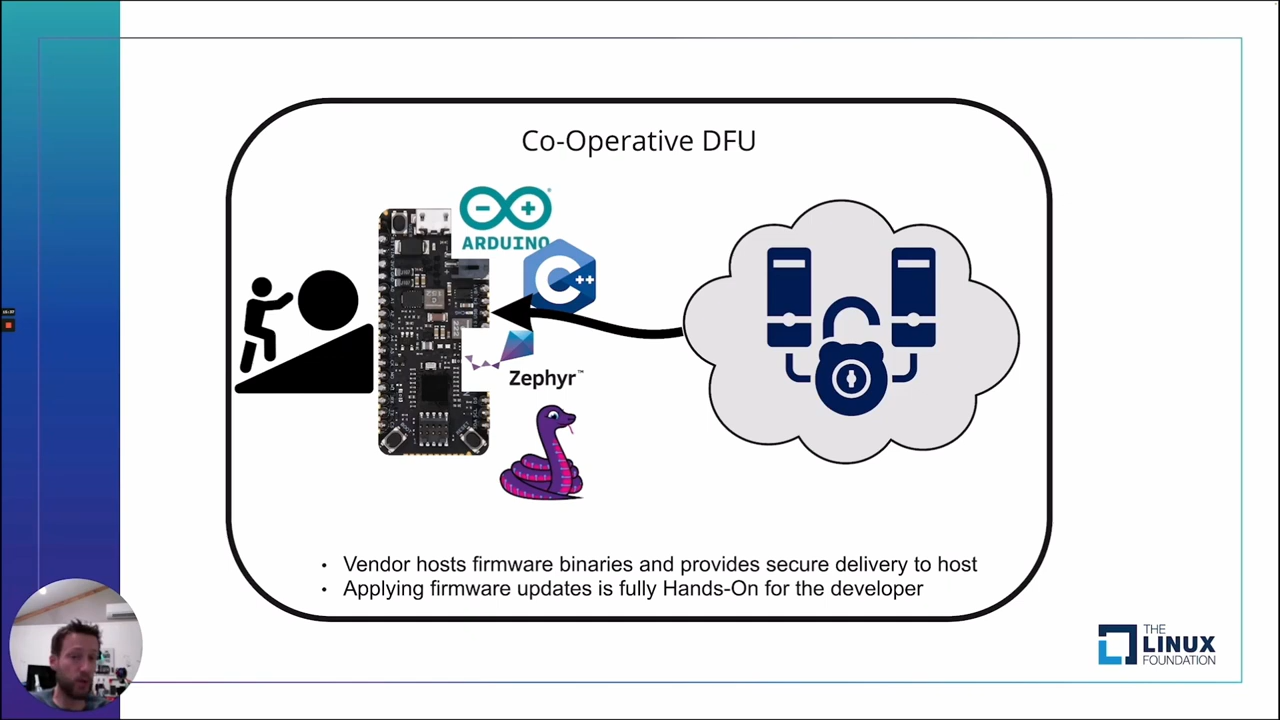 Co-Operative DFU
ARDUINO
C++
Zephyr™
• Vendor hosts firmware binaries and provides secure delivery to host
• Applying firmware updates is fully Hands-On for the developer
THE
LINUX
FOUNDATION